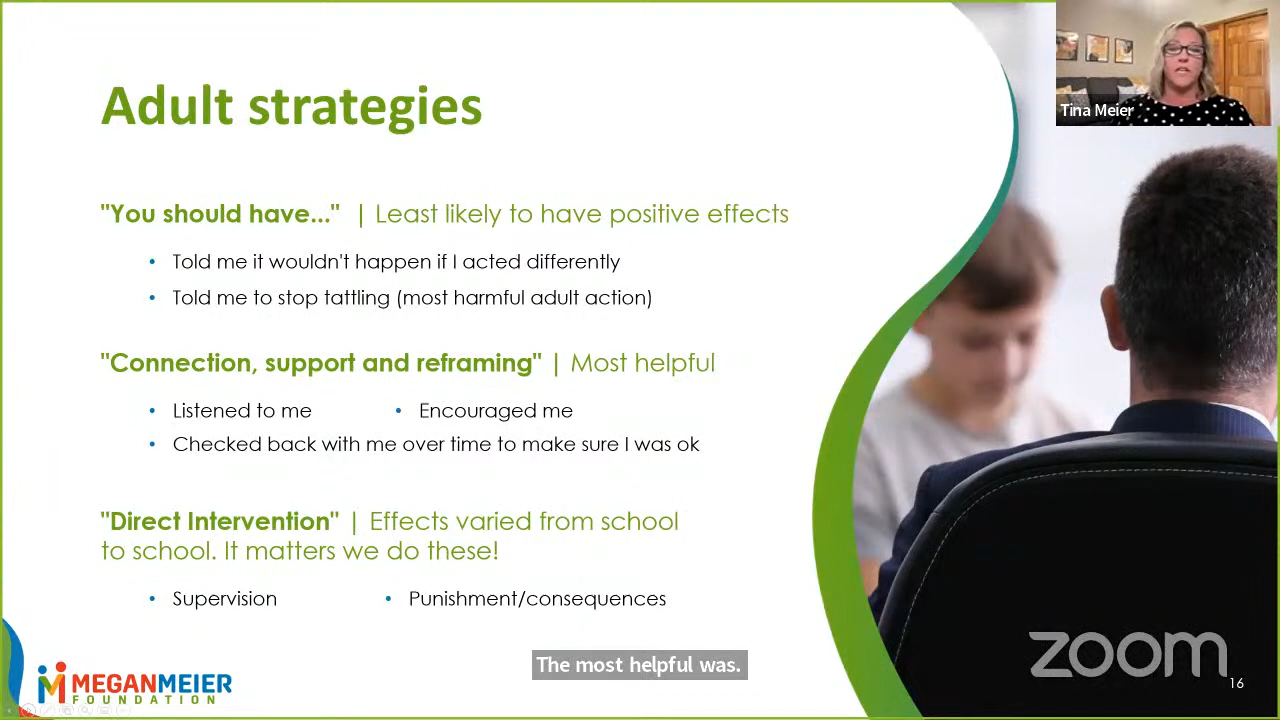 Adult strategies
Tina Meier
"You should have..." | Least likely to have positive effects
• Told me it wouldn't happen if I acted differently
• Told me to stop tattling (most harmful adult action)
"Connection, support and reframing" | Most helpful
• Listened to me • Encouraged me
• Checked back with me over time to make sure I was ok
"Direct Intervention" | Effects varied from school
to school. It matters we do these!
• Supervision • Punishment/consequences
The most helpful was.
MEGANMEIER
FOUNDATION
zoom
16